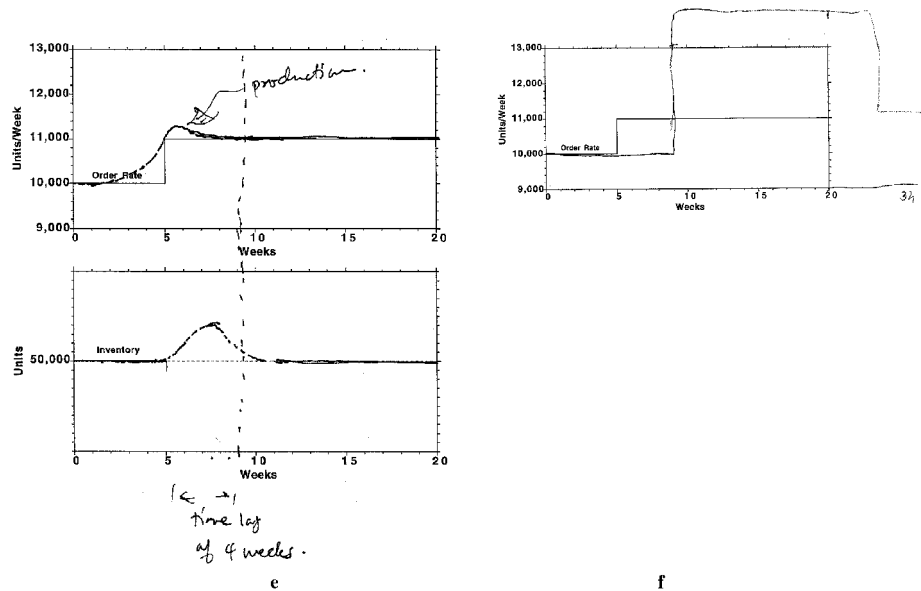 13,000
12,000
11,000
10,000
9,000
Units/Week
Order Rate
production.
0 5 10 15 20
Weeks
50,000
Units
Inventory
0 5 10 15 20
Weeks
time lag
of 4 weeks.
e
13,000
12,000
11,000
10,000
9,000
Units/Week
Order Rate
0 5 10 15 20
Weeks
f